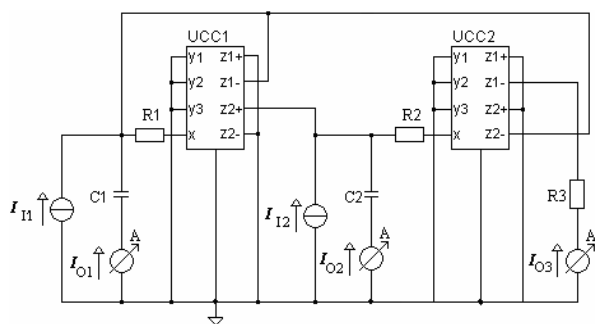 UCC1
UCC2
y1 z1+
y2 z1-
y3 z2+
x z2-
y1 z1+
y2 z1-
y3 z2+
x z2-
R1
R2
R3
C1
C2
I I1
I I2
A
A
A
I O1
I O2
I O3